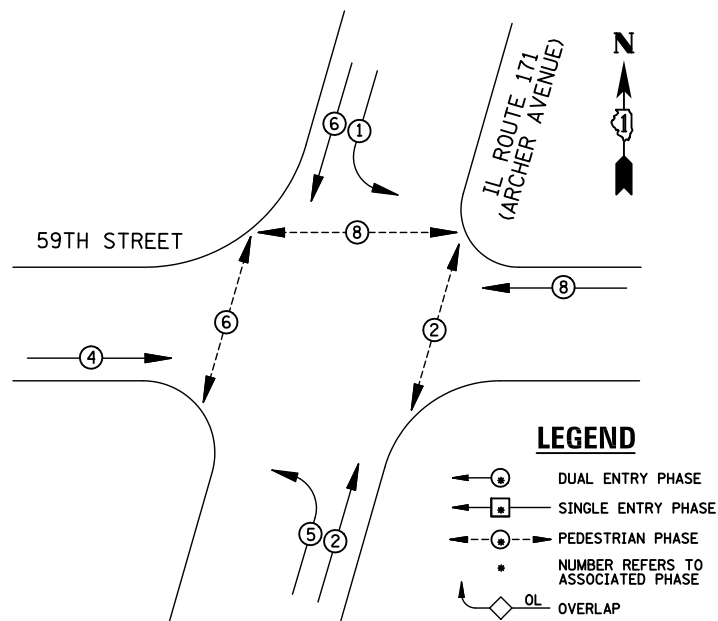 IL ROUTE 171
(ARCHER AVENUE)
N
1
6
1
59TH STREET
8
8
6
2
4
5
2
LEGEND
* DUAL ENTRY PHASE
* SINGLE ENTRY PHASE
* PEDESTRIAN PHASE
* NUMBER REFERS TO
ASSOCIATED PHASE
OL OVERLAP